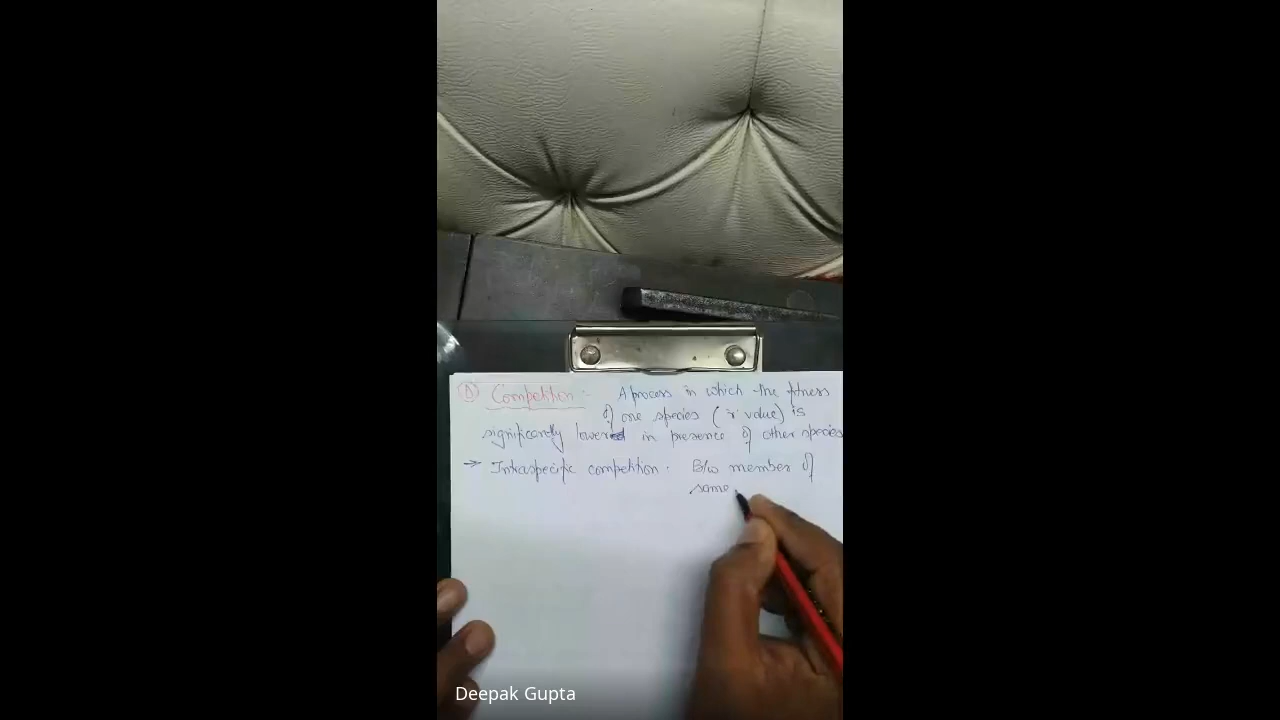 ① Competition :- A process in which the fitness
of one species ('r' value) is
significantly lowered in presence of other species
→ Intraspecific competition. B/w member of
same
Deepak Gupta